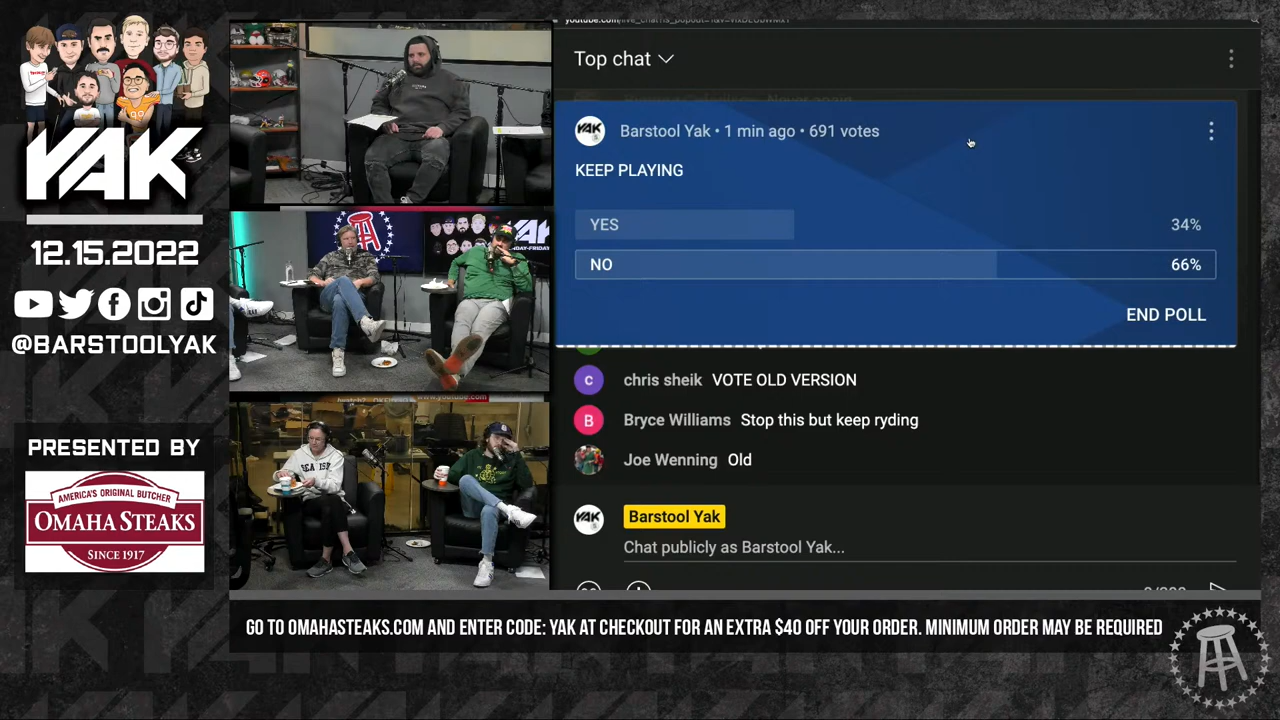 YAK
12.15.2022
@BARSTOOLYAK
PRESENTED BY
AMERICA'S ORIGINAL BUTCHER
OMAHA STEAKS
SINCE 1917
Top chat
Barstool Yak • 1 min ago • 691 votes
KEEP PLAYING
YES 34%
NO 66%
END POLL
chris sheik VOTE OLD VERSION
Bryce Williams Stop this but keep ryding
Joe Wenning Old
Barstool Yak
Chat publicly as Barstool Yak...
GO TO OMAHASTEAKS.COM AND ENTER CODE: YAK AT CHECKOUT FOR AN EXTRA $40 OFF YOUR ORDER. MINIMUM ORDER MAY BE REQUIRED